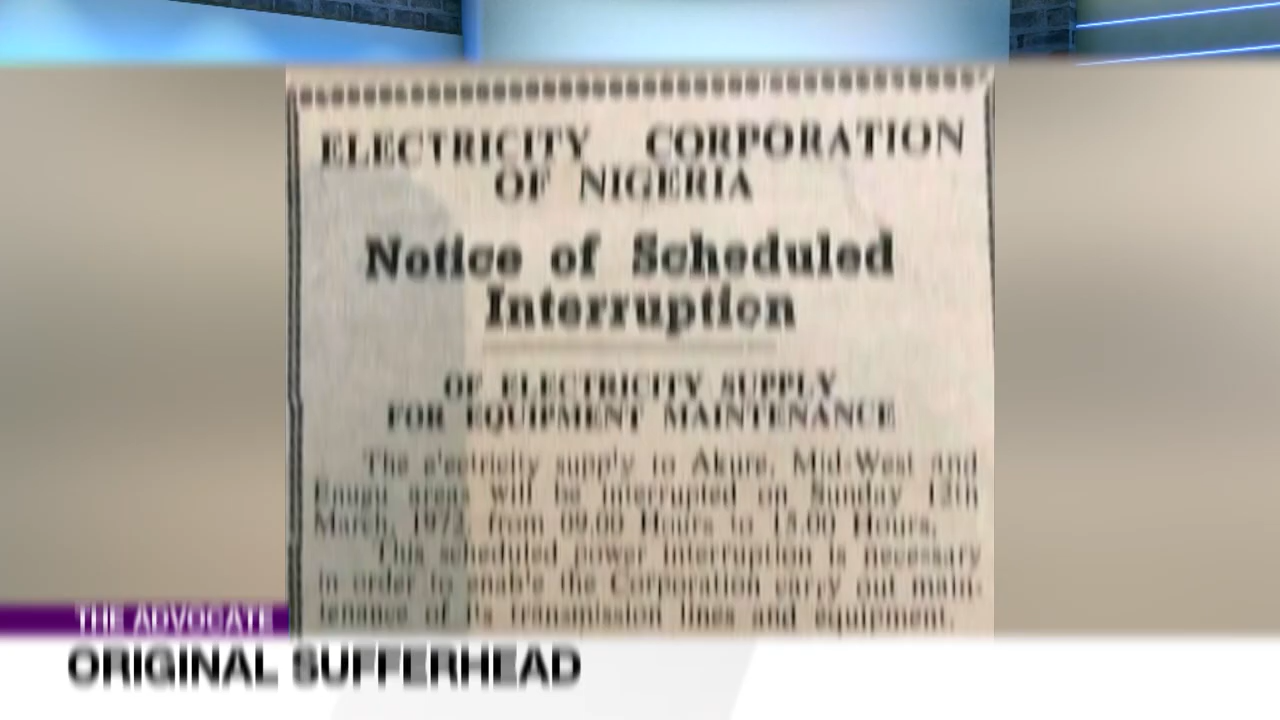 ELECTRICITY CORPORATION
OF NIGERIA
Notice of Scheduled
Interruption
OF ELECTRICITY SUPPLY
FOR EQUIPMENT MAINTENANCE
The electricity supply to Akure, Mid-West and
Enugu areas will be interrupted on Sunday 12th
March, 1972 from 09.00 Hours to 15.00 Hours.
This scheduled power interruption is necessary
in order to enable the Corporation carry out main-
tenance of its transmission lines and equipment.
THE ADVOCATE
ORIGINAL SUFFERHEAD